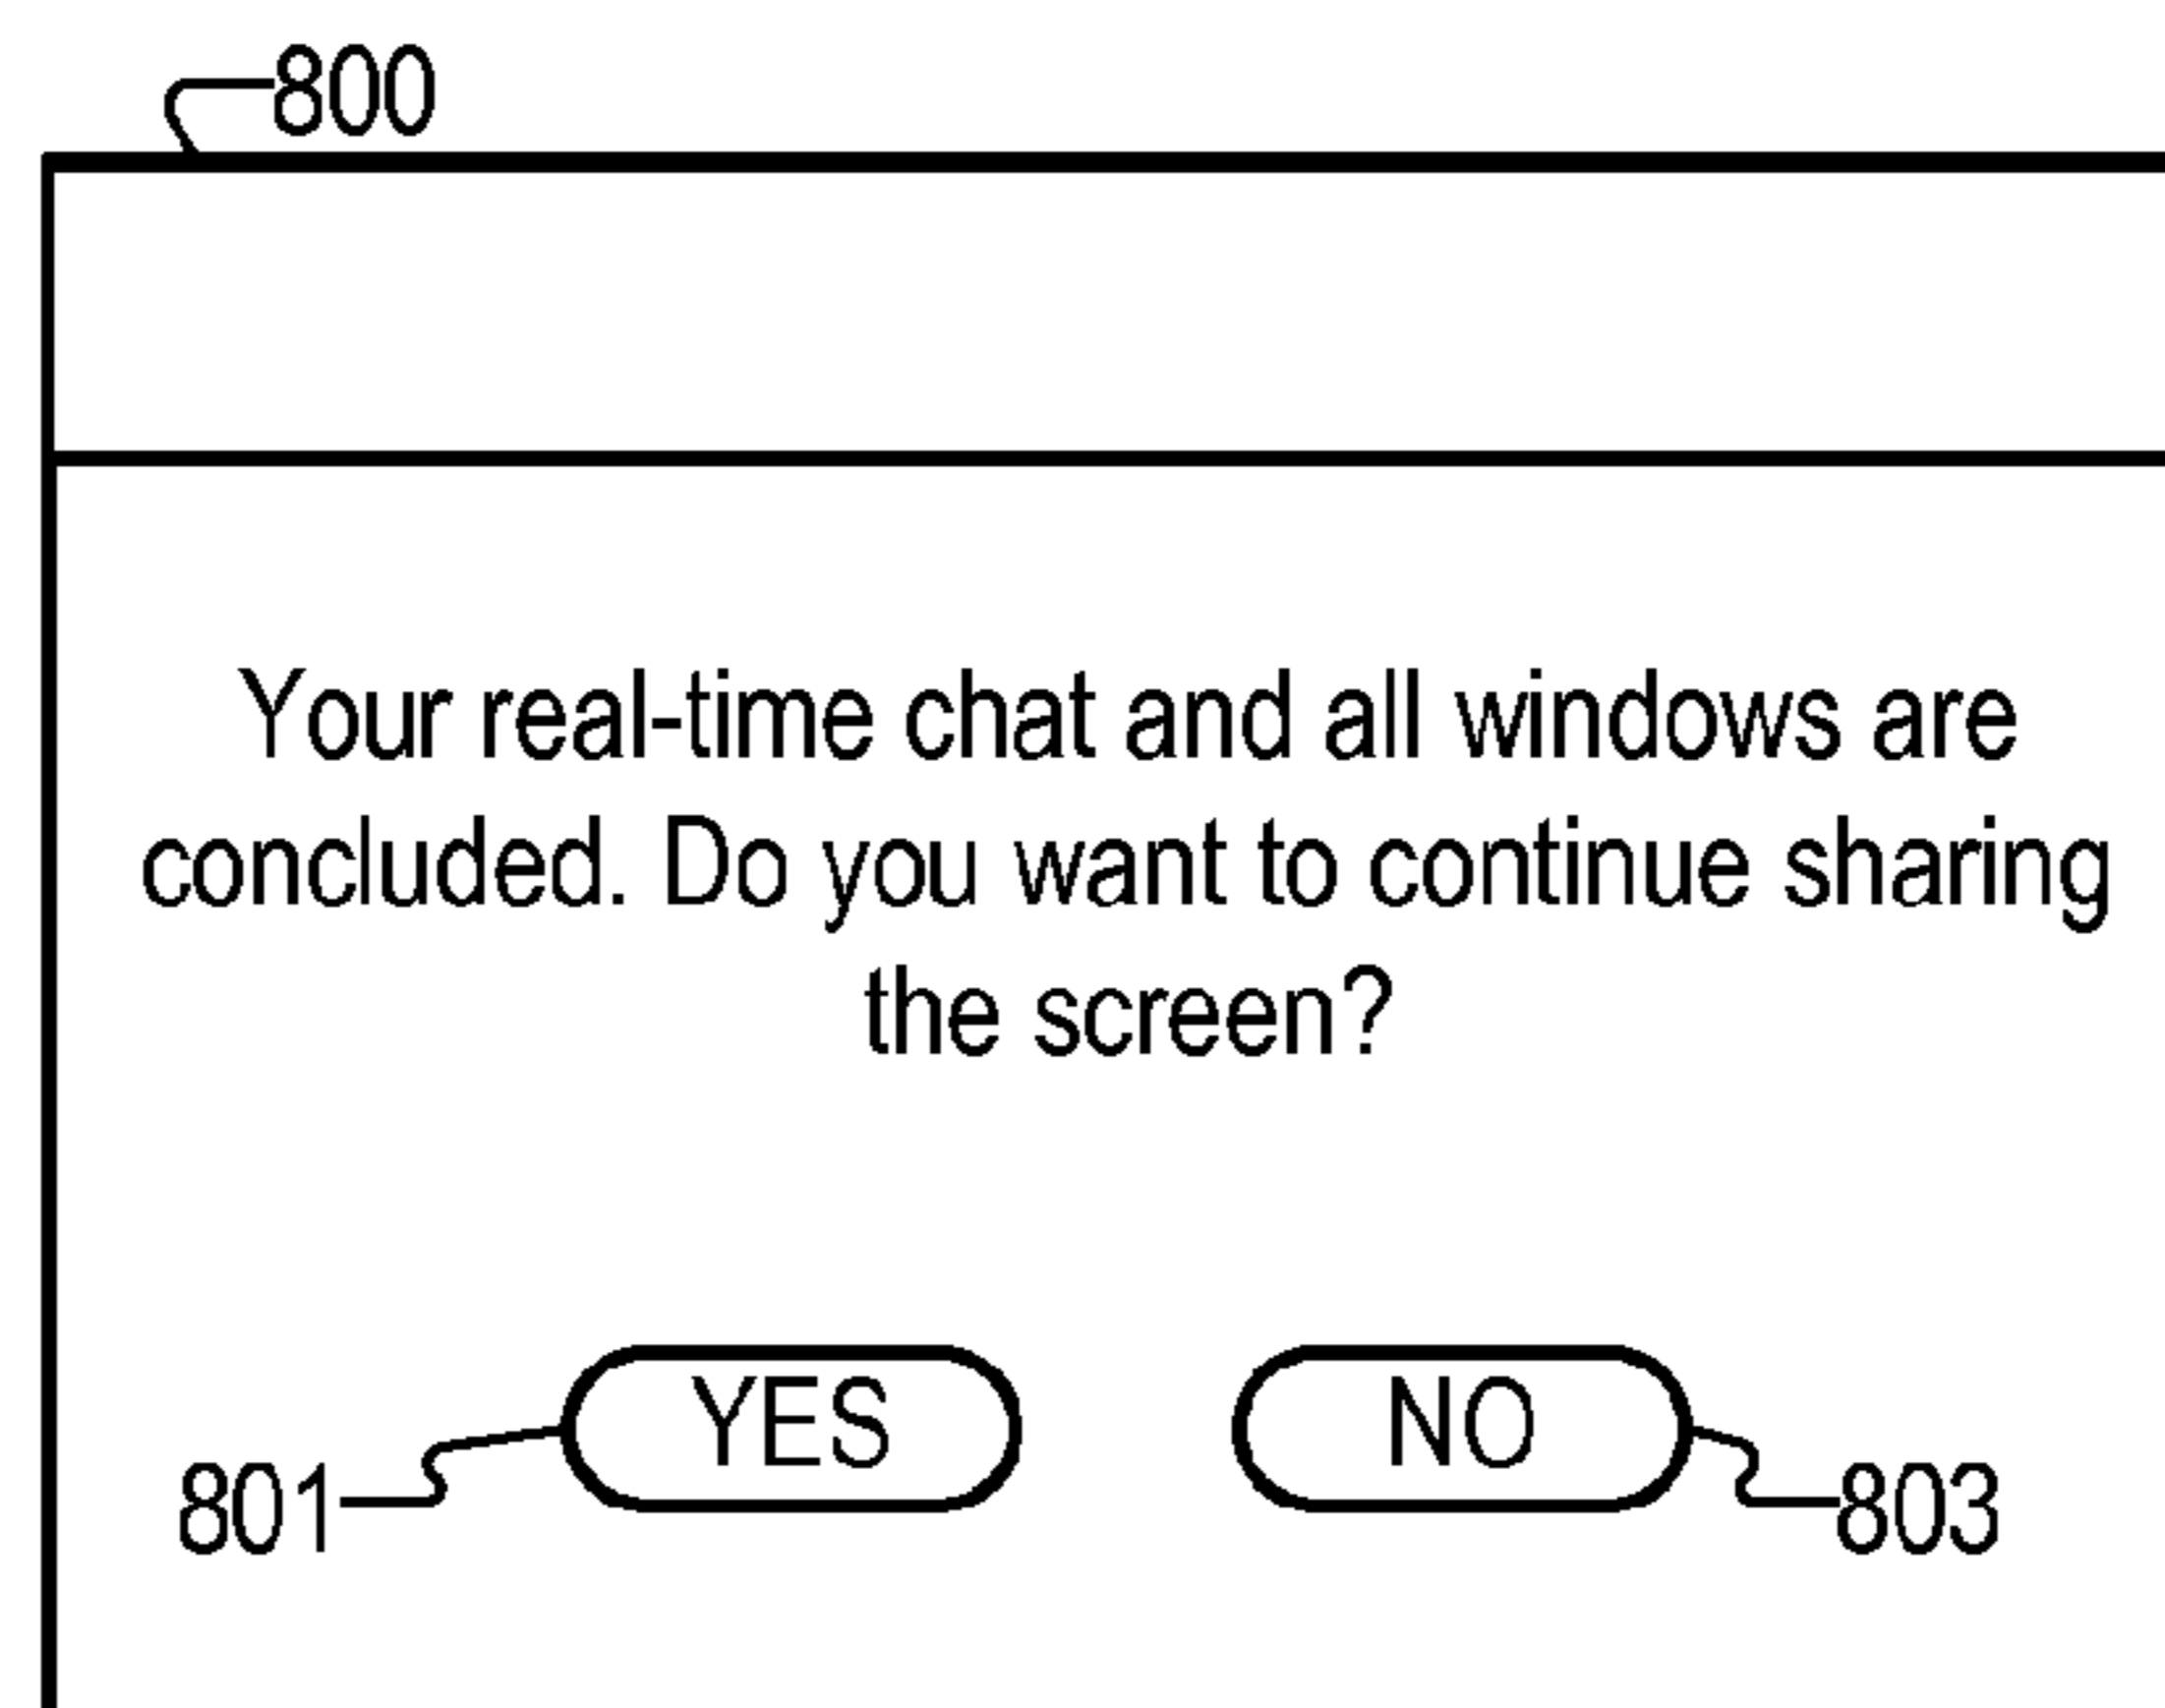 800
Your real-time chat and all windows are
concluded. Do you want to continue sharing
the screen?
YES
NO
801
803